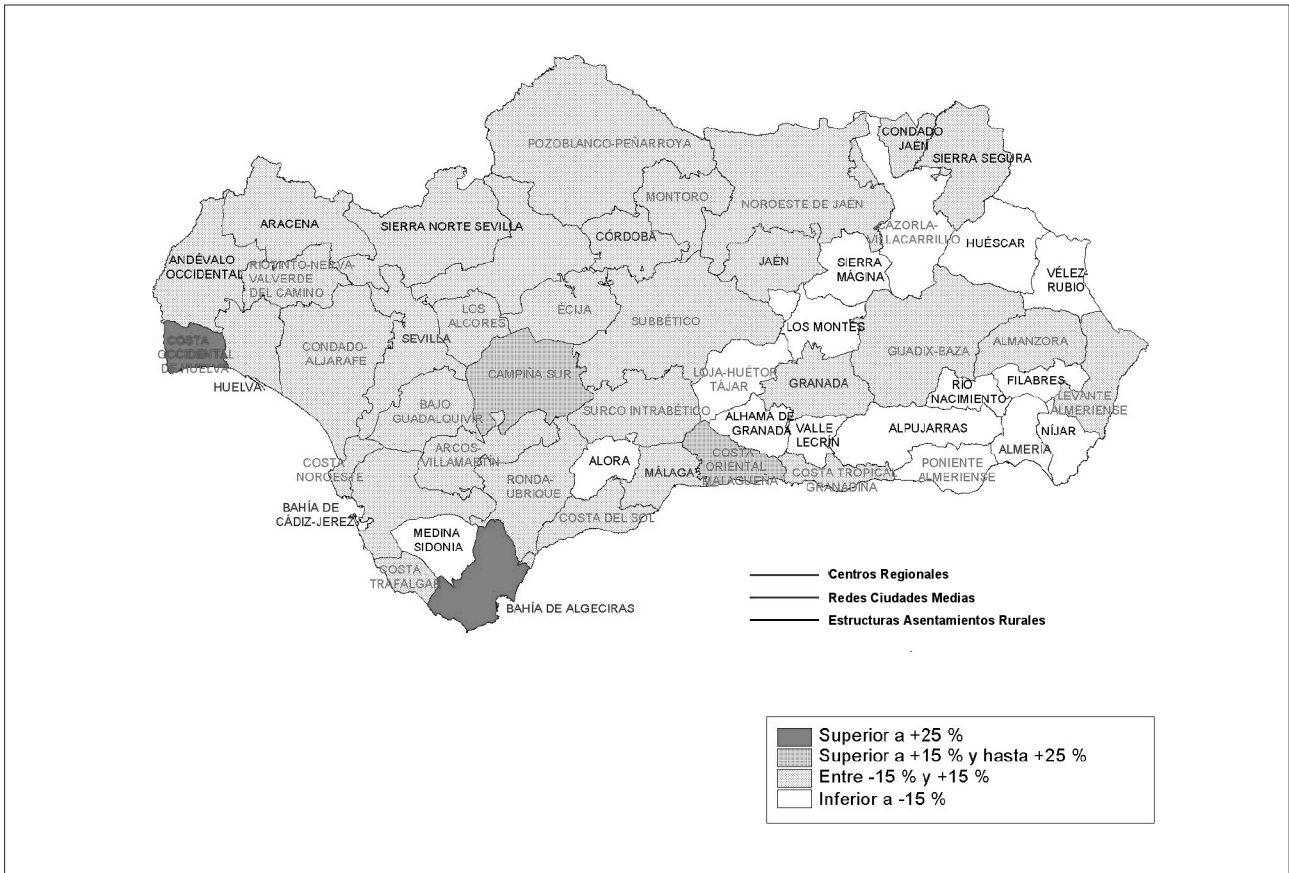 POZOBLANCO-PEÑARROYA
CONDADO
JAÉN
SIERRA SEGURA
MONTORO
NOROESTE DE JAÉN
ARACENA
SIERRA NORTE SEVILLA
CÓRDOBA
CAZORLA-
VILLACARRILLO
HUÉSCAR
ANDÉVALO
OCCIDENTAL
RIOTINTO-NERVA-
VALVERDE
DEL CAMINO
JAÉN
SIERRA
MÁGINA
VÉLEZ-
RUBIO
LOS
ALCORES
ÉCIJA
SUBBÉTICO
LOS MONTES
COSTA
OCCIDENTAL
DE HUELVA
CONDADO-
ALJARAFE
SEVILLA
GUADIX-BAZA
ALMANZORA
HUELVA
CAMPIÑA SUR
LOJA-HUÉTOR
TÁJAR
GRANADA
RÍO
NACIMIENTO
FILABRES
LEVANTE
ALMERIENSE
BAJO
GUADALQUIVIR
SURCO INTRABÉTICO
ALHAMA DE
GRANADA
VALLE
LECRÍN
ALPUJARRAS
NÍJAR
ALMERÍA
ARCOS-
VILLAMARTÍN
COSTA
NOROESTE
RONDA-
UBRIQUE
ALORA
MÁLAGA
COSTA
ORIENTAL
MALAGUEÑA
COSTA TROPICAL
GRANADINA
PONIENTE
ALMERIENSE
BAHÍA DE
CÁDIZ-JEREZ
COSTA DEL SOL
MEDINA
SIDONIA
COSTA
TRAFALGAR
BAHÍA DE ALGECIRAS
Centros Regionales
Redes Ciudades Medias
Estructuras Asentamientos Rurales
Superior a +25 %
Superior a +15 % y hasta +25 %
Entre -15 % y +15 %
Inferior a -15 %